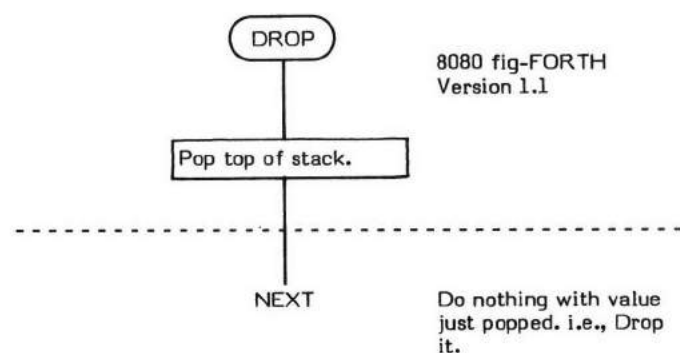 DROP
8080 fig-FORTH
Version 1.1
Pop top of stack.
NEXT
Do nothing with value
just popped. i.e., Drop
it.